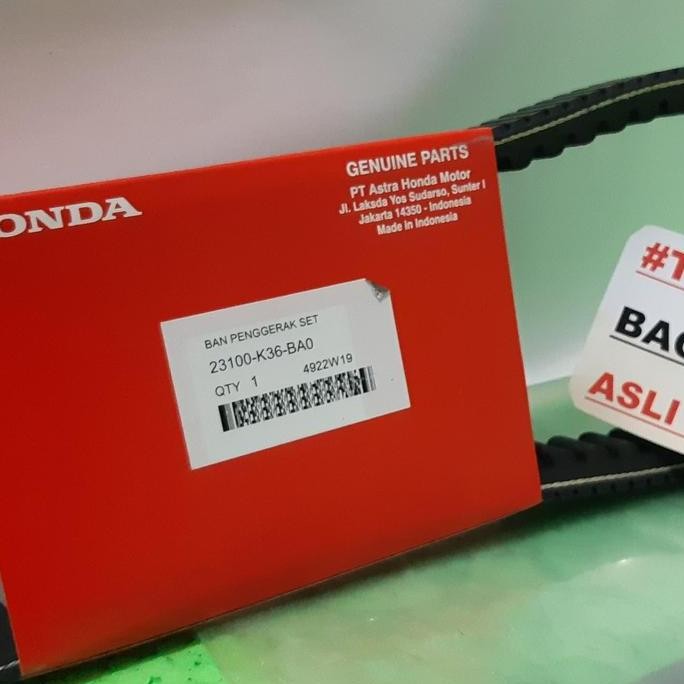 ONDA
GENUINE PARTS
PT Astra Honda Motor
Jl. Laksda Yos Sudarso, Sunter I
Jakarta 14350 - Indonesia
Made in Indonesia
BAN PENGGERAK SET
23100-K36-BA0
QTY 1 4922W19
#T
BAG
ASLI